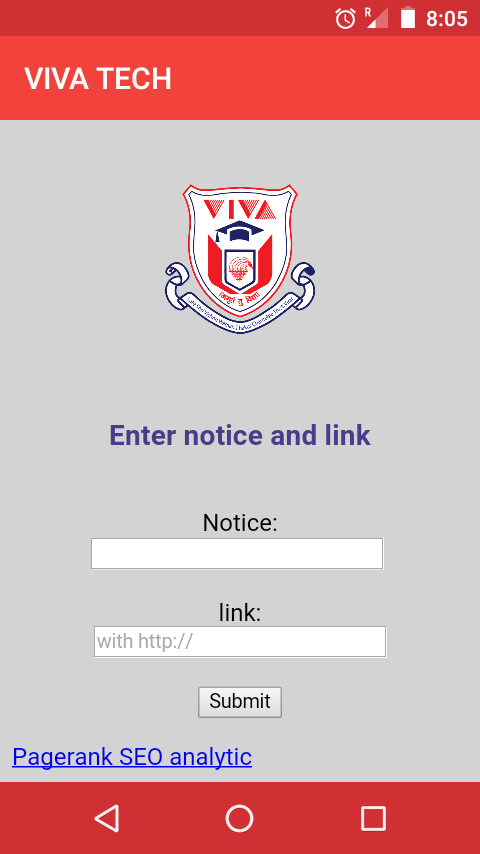 R
8:05
VIVA TECH
VIVA
Enter notice and link
Notice:
link:
with http://
Submit
Pagerank SEO analytic